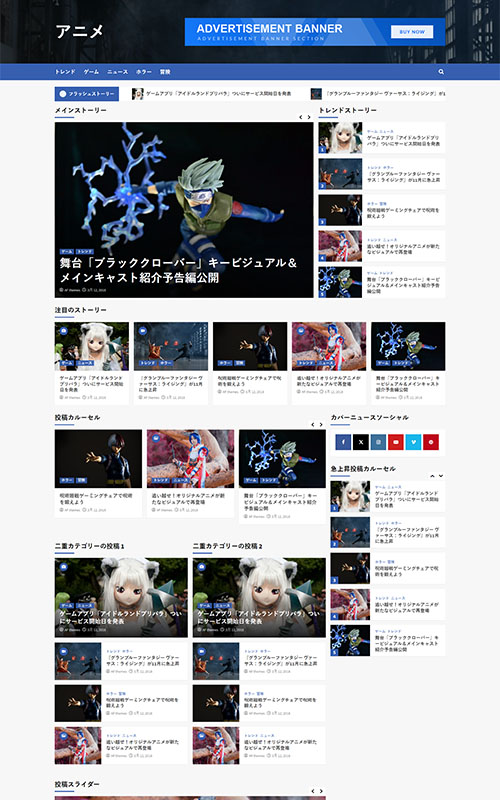 アニメ
ADVERTISEMENT BANNER
ADVERTISEMENT BANNER SECTION
BUY NOW
トレンド ゲーム ニュース ホラー 冒険
フラッシュストーリー
ゲームアプリ『アイドルランドプリパラ』ついにサービス開始日を発表
『グランブルーファンタジー ヴァーサス：ライジング』が11月に急上昇
メインストーリー
ゲーム トレンド
舞台「ブラッククローバー」キービジュアル＆
メインキャスト紹介予告編公開
AF themes
トレンドストーリー
1
ゲーム ニュース
ゲームアプリ『アイドルランドプリ
パラ』ついにサービス開始日を発表
2
トレンド ホラー
『グランブルーファンタジー ヴァー
サス：ライジング』が11月に急上昇
3
ホラー 冒険
呪術廻戦ゲーミングチェアで呪術を
鍛えよう
4
トレンド ニュース
追い越せ！オリジナルアニメが新た
なビジュアルで再登場
5
ゲーム トレンド
舞台「ブラッククローバー」キービジ
ュアル＆メインキャスト紹介予告編
公開
注目のストーリー
ゲーム ニュース
ゲームアプリ『アイドルランド
プリパラ』ついにサービス開始
日を発表
トレンド ホラー
『グランブルーファンタジー ヴ
ァーサス：ライジング』が11月
に急上昇
ホラー 冒険
呪術廻戦ゲーミングチェアで呪
術を鍛えよう
トレンド ニュース
追い越せ！オリジナルアニメが
新たなビジュアルで再登場
ゲーム トレンド
舞台「ブラッククローバー」キ
ービジュアル＆メインキャスト
紹介予告編公開
投稿カルーセル
ホラー 冒険
呪術廻戦ゲーミングチェアで呪術
を鍛えよう
トレンド ニュース
追い越せ！オリジナルアニメが新
たなビジュアルで再登場
ゲーム トレンド
舞台「ブラッククローバー」キー
ビジュアル＆メインキャスト紹介
予告編公開
カバーニュースソーシャル
急上昇投稿カルーセル
1
ゲーム ニュース
ゲームアプリ『アイドルランドプ
リパラ』ついにサービス開始日を
発表
2
トレンド ホラー
『グランブルーファンタジー ヴァ
ーサス：ライジング』が11月に急
上昇
3
ホラー 冒険
呪術廻戦ゲーミングチェアで呪術
を鍛えよう
4
トレンド ニュース
追い越せ！オリジナルアニメが新
たなビジュアルで再登場
5
ゲーム トレンド
舞台「ブラッククローバー」キー
ビジュアル＆メインキャスト紹介
予告編公開
二重カテゴリーの投稿 1
ゲーム ニュース
ゲームアプリ『アイドルランドプリパラ』つい
にサービス開始日を発表
トレンド ホラー
『グランブルーファンタジー ヴァー
サス：ライジング』が11月に急上昇
ホラー 冒険
呪術廻戦ゲーミングチェアで呪術を
鍛えよう
トレンド ニュース
追い越せ！オリジナルアニメが新た
なビジュアルで再登場
二重カテゴリーの投稿 2
ゲーム ニュース
ゲームアプリ『アイドルランドプリパラ』つい
にサービス開始日を発表
トレンド ホラー
『グランブルーファンタジー ヴァー
サス：ライジング』が11月に急上昇
ホラー 冒険
呪術廻戦ゲーミングチェアで呪術を
鍛えよう
トレンド ニュース
追い越せ！オリジナルアニメが新た
なビジュアルで再登場
投稿スライダー